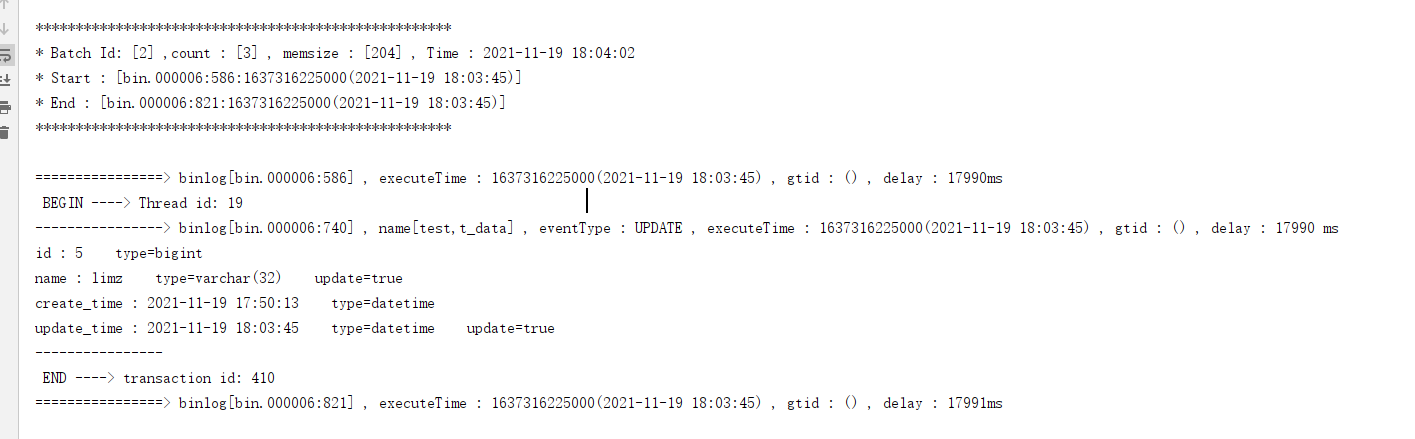 ****************************************************
* Batch Id: [2] ,count : [3] , memsize : [204] , Time : 2021-11-19 18:04:02
* Start : [bin.000006:586:1637316225000(2021-11-19 18:03:45)]
* End : [bin.000006:821:1637316225000(2021-11-19 18:03:45)]
****************************************************
================> binlog[bin.000006:586] , executeTime : 1637316225000(2021-11-19 18:03:45) , gtid : () , delay : 17990ms
BEGIN ----> Thread id: 19
----------------> binlog[bin.000006:740] , name[test,t_data] , eventType : UPDATE , executeTime : 1637316225000(2021-11-19 18:03:45) , gtid : () , delay : 17990 ms
id : 5    type=bigint
name : limz    type=varchar(32)    update=true
create_time : 2021-11-19 17:50:13    type=datetime
update_time : 2021-11-19 18:03:45    type=datetime    update=true
----------------
END ----> transaction id: 410
================> binlog[bin.000006:821] , executeTime : 1637316225000(2021-11-19 18:03:45) , gtid : () , delay : 17991ms